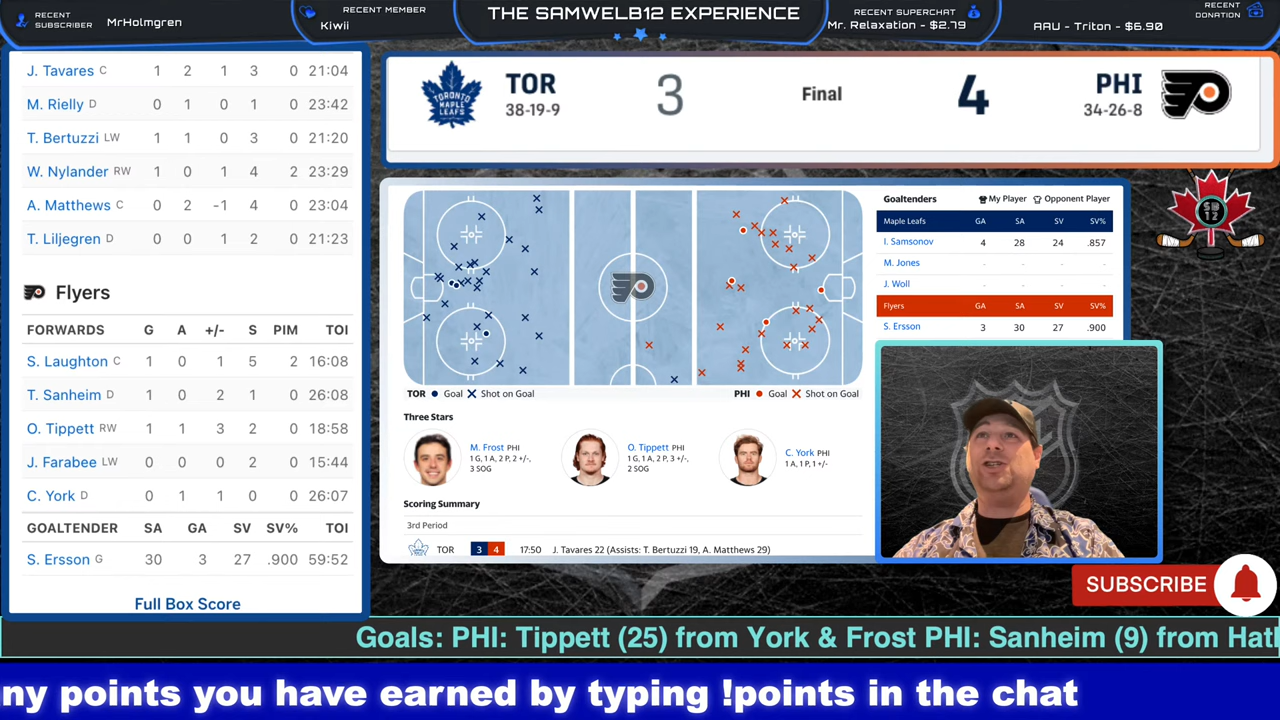 RECENT SUBSCRIBER
MrHolmgren
RECENT MEMBER
Kiwii
THE SAMWELB12 EXPERIENCE
RECENT SUPERCHAT
Mr. Relaxation - $2.79
AAU - Triton - $6.90
RECENT DONATION
J. Tavares C 1 2 1 3 0 21:04
M. Rielly D 0 1 0 1 0 23:42
T. Bertuzzi LW 1 1 0 3 0 21:20
W. Nylander RW 1 0 1 4 2 23:29
A. Matthews C 0 2 -1 4 0 23:04
T. Liljegren D 0 0 1 2 0 21:23
Flyers
FORWARDS G A +/- S PIM TOI
S. Laughton C 1 0 1 5 2 16:08
T. Sanheim D 1 0 2 1 0 26:08
O. Tippett RW 1 1 3 2 0 18:58
J. Farabee LW 0 0 0 2 0 15:44
C. York D 0 1 1 0 0 26:07
GOALTENDER SA GA SV SV% TOI
S. Ersson G 30 3 27 .900 59:52
Full Box Score
TORONTO MAPLE LEAFS
TOR
38-19-9
3
Final
4
PHI
34-26-8
TOR Goal Shot on Goal
PHI Goal Shot on Goal
Goaltenders My Player Opponent Player
Maple Leafs GA SA SV SV%
I. Samsonov 4 28 24 .857
M. Jones - - - -
J. Woll - - - -
Flyers GA SA SV SV%
S. Ersson 3 30 27 .900
Three Stars
M. Frost PHI
1 G, 1 A, 2 P, 2 +/-,
3 SOG
O. Tippett PHI
1 G, 1 A, 2 P, 3 +/-,
2 SOG
C. York PHI
1 A, 1 P, 1 +/-
Scoring Summary
3rd Period
TOR 3 4 17:50 J. Tavares 22 (Assists: T. Bertuzzi 19, A. Matthews 29)
SB
12
SUBSCRIBE
Goals: PHI: Tippett (25) from York & Frost PHI: Sanheim (9) from Hatl
ny points you have earned by typing !points in the chat